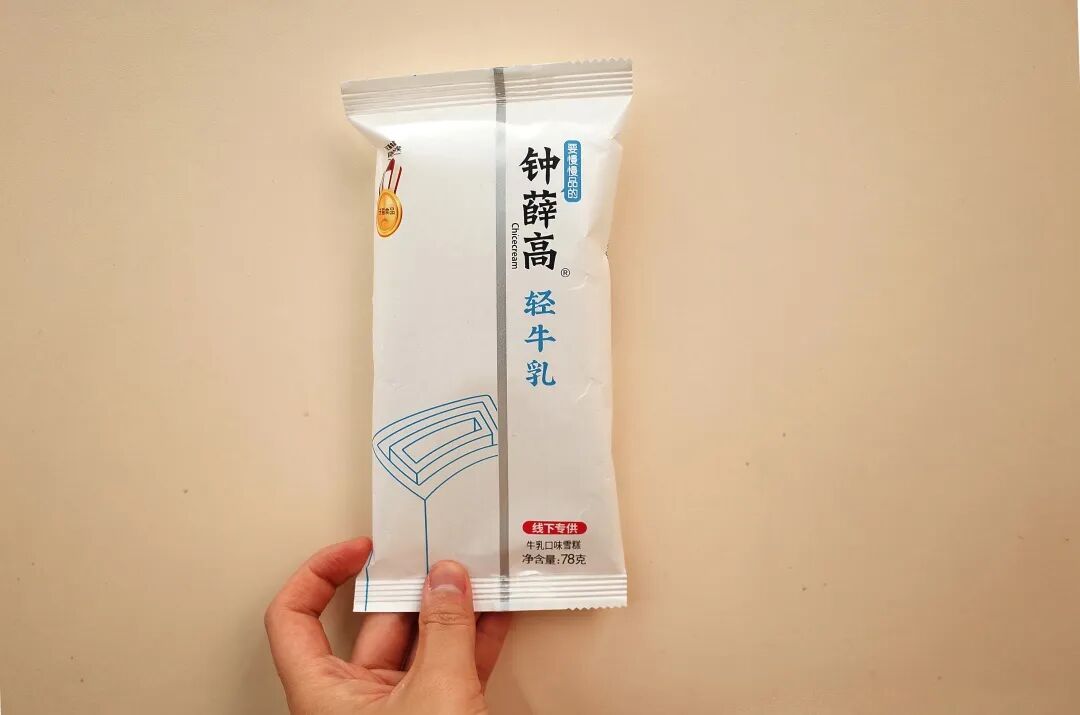 要慢慢品的
钟薛高
Chicecream
®
轻牛乳
线下专供
牛乳口味雪糕
净含量:78克